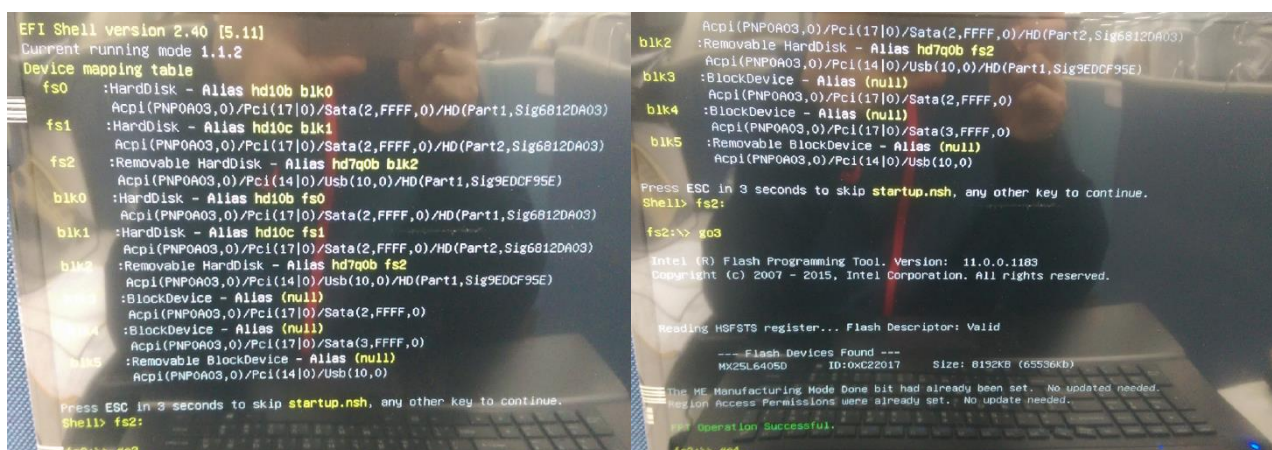 EFI Shell version 2.40 [5.11]
Current running mode 1.1.2
Device mapping table
fs0 :HardDisk - Alias hd10b blk0
Acpi(PNP0A03,0)/Pci(17|0)/Sata(2,FFFF,0)/HD(Part1,Sig6812DA03)
fs1 :HardDisk - Alias hd10c blk1
Acpi(PNP0A03,0)/Pci(17|0)/Sata(2,FFFF,0)/HD(Part2,Sig6812DA03)
fs2 :Removable HardDisk - Alias hd7q0b blk2
Acpi(PNP0A03,0)/Pci(14|0)/Usb(10,0)/HD(Part1,Sig9EDCF95E)
blk0 :HardDisk - Alias hd10b fs0
Acpi(PNP0A03,0)/Pci(17|0)/Sata(2,FFFF,0)/HD(Part1,Sig6812DA03)
blk1 :HardDisk - Alias hd10c fs1
Acpi(PNP0A03,0)/Pci(17|0)/Sata(2,FFFF,0)/HD(Part2,Sig6812DA03)
blk2 :Removable HardDisk - Alias hd7q0b fs2
Acpi(PNP0A03,0)/Pci(14|0)/Usb(10,0)/HD(Part1,Sig9EDCF95E)
:BlockDevice - Alias (null)
Acpi(PNP0A03,0)/Pci(17|0)/Sata(2,FFFF,0)
:BlockDevice - Alias (null)
Acpi(PNP0A03,0)/Pci(17|0)/Sata(3,FFFF,0)
blk5 :Removable BlockDevice - Alias (null)
Acpi(PNP0A03,0)/Pci(14|0)/Usb(10,0)
Press ESC in 3 seconds to skip startup.nsh, any other key to continue.
Shell> fs2:
Acpi(PNP0A03,0)/Pci(17|0)/Sata(2,FFFF,0)/HD(Part2,Sig6812DA03)
blk2 :Removable HardDisk - Alias hd7q0b fs2
Acpi(PNP0A03,0)/Pci(14|0)/Usb(10,0)/HD(Part1,Sig9EDCF95E)
blk3 :BlockDevice - Alias (null)
Acpi(PNP0A03,0)/Pci(17|0)/Sata(2,FFFF,0)
blk4 :BlockDevice - Alias (null)
Acpi(PNP0A03,0)/Pci(17|0)/Sata(3,FFFF,0)
blk5 :Removable BlockDevice - Alias (null)
Acpi(PNP0A03,0)/Pci(14|0)/Usb(10,0)
Press ESC in 3 seconds to skip startup.nsh, any other key to continue.
Shell> fs2:
fs2:\> go3
Intel (R) Flash Programming Tool. Version: 11.0.0.1183
Copyright (c) 2007 - 2015, Intel Corporation. All rights reserved.
Reading HSFSTS register... Flash Descriptor: Valid
--- Flash Devices Found ---
MX25L6405D ID:0xC22017 Size: 8192KB (65536Kb)
The ME Manufacturing Mode Done bit had already been set. No updated needed.
Region Access Permissions were already set. No update needed.
FPT Operation Successful.